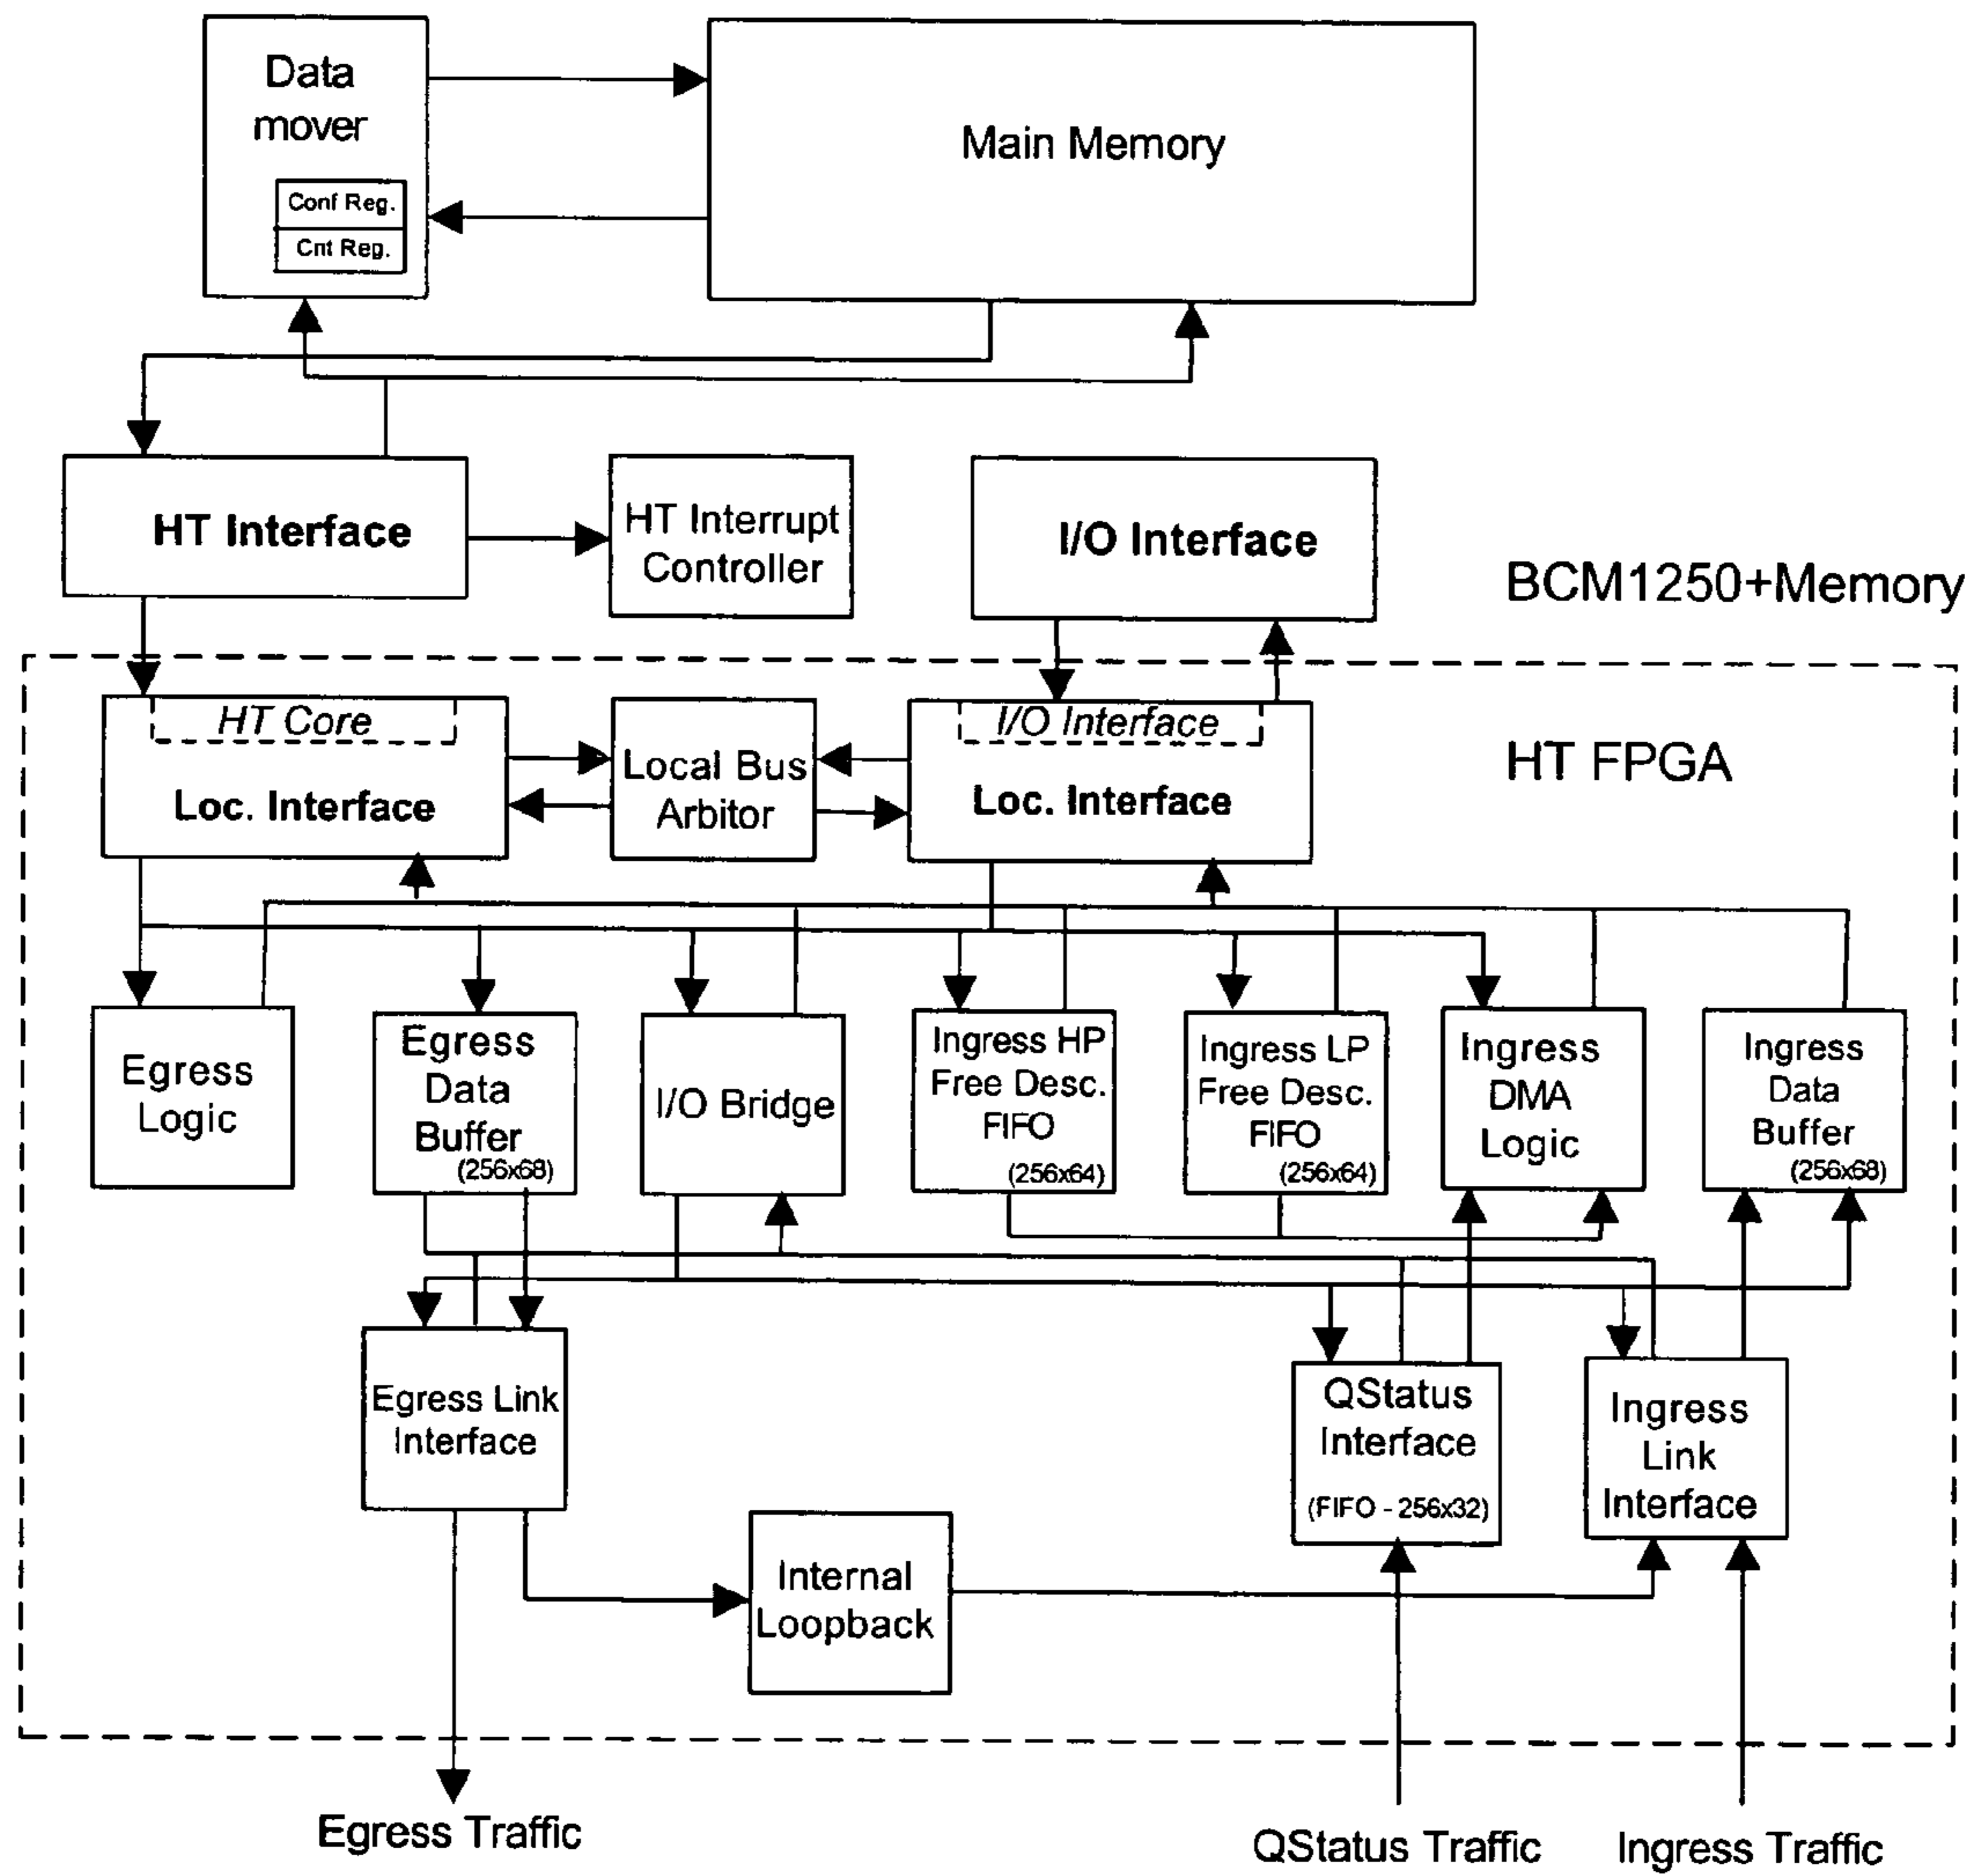 Data
mover
Conf Reg.
Cnt Reg.
Main Memory
HT Interface
HT Interrupt
Controller
I/O Interface
BCM1250+Memory
HT Core
Loc. Interface
Local Bus
Arbitor
I/O Interface
Loc. Interface
HT FPGA
Egress
Logic
Egress
Data
Buffer
(256x68)
I/O Bridge
Ingress HP
Free Desc.
FIFO
(256x64)
Ingress LP
Free Desc.
FIFO
(256x64)
Ingress
DMA
Logic
Ingress
Data
Buffer
(256x68)
Egress Link
Interface
QStatus
Interface
(FIFO - 256x32)
Ingress
Link
Interface
Internal
Loopback
Egress Traffic
QStatus Traffic
Ingress Traffic